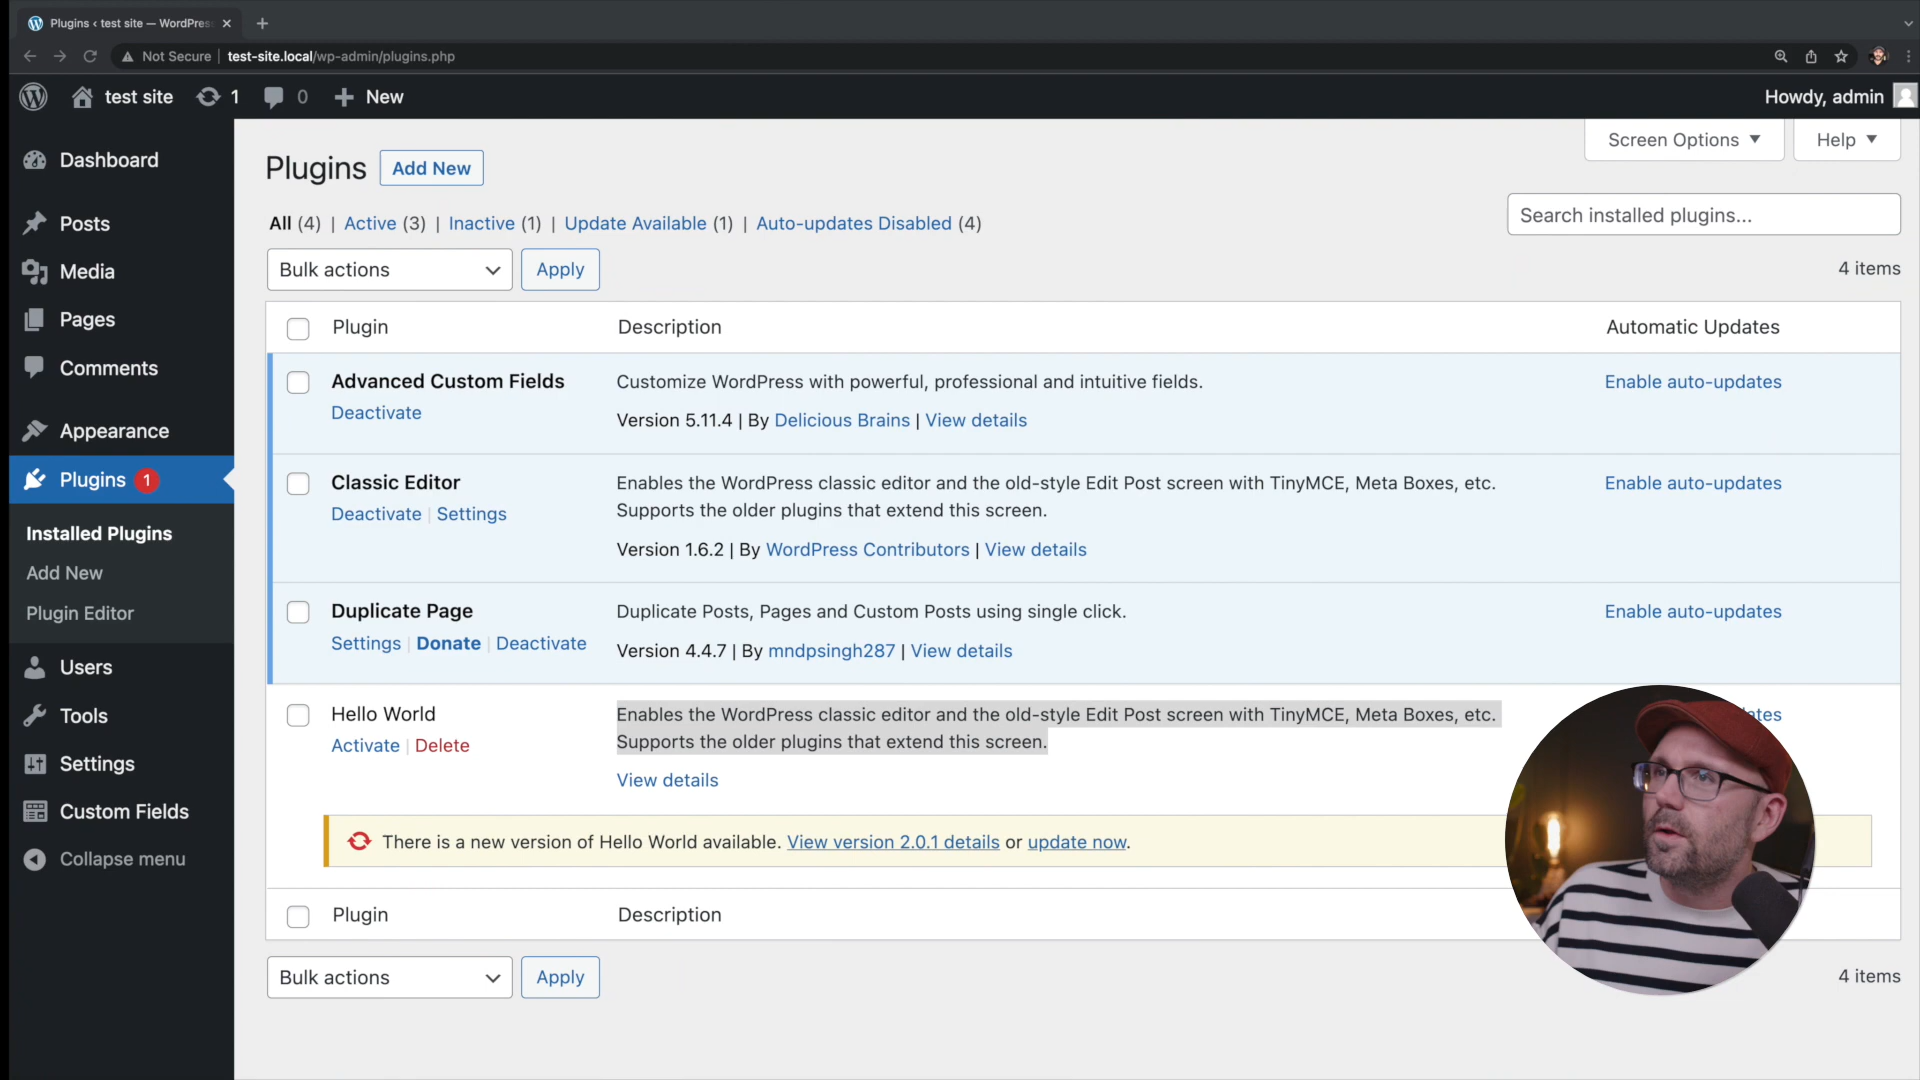 Plugins ‹ test site — WordPres
Not Secure | test-site.local/wp-admin/plugins.php
test site 1 0 New
Howdy, admin
Screen Options Help
Dashboard
Posts
Media
Pages
Comments
Appearance
Plugins 1
Installed Plugins
Add New
Plugin Editor
Users
Tools
Settings
Custom Fields
Collapse menu
Plugins Add New
All (4) | Active (3) | Inactive (1) | Update Available (1) | Auto-updates Disabled (4)
Search installed plugins...
Bulk actions Apply
4 items
Plugin Description Automatic Updates
Advanced Custom Fields
Deactivate
Customize WordPress with powerful, professional and intuitive fields.
Version 5.11.4 | By Delicious Brains | View details
Enable auto-updates
Classic Editor
Deactivate | Settings
Enables the WordPress classic editor and the old-style Edit Post screen with TinyMCE, Meta Boxes, etc.
Supports the older plugins that extend this screen.
Version 1.6.2 | By WordPress Contributors | View details
Enable auto-updates
Duplicate Page
Settings | Donate | Deactivate
Duplicate Posts, Pages and Custom Posts using single click.
Version 4.4.7 | By mndpsingh287 | View details
Enable auto-updates
Hello World
Activate | Delete
Enables the WordPress classic editor and the old-style Edit Post screen with TinyMCE, Meta Boxes, etc.
Supports the older plugins that extend this screen.
View details
There is a new version of Hello World available. View version 2.0.1 details or update now.
Plugin Description
Bulk actions Apply
4 items